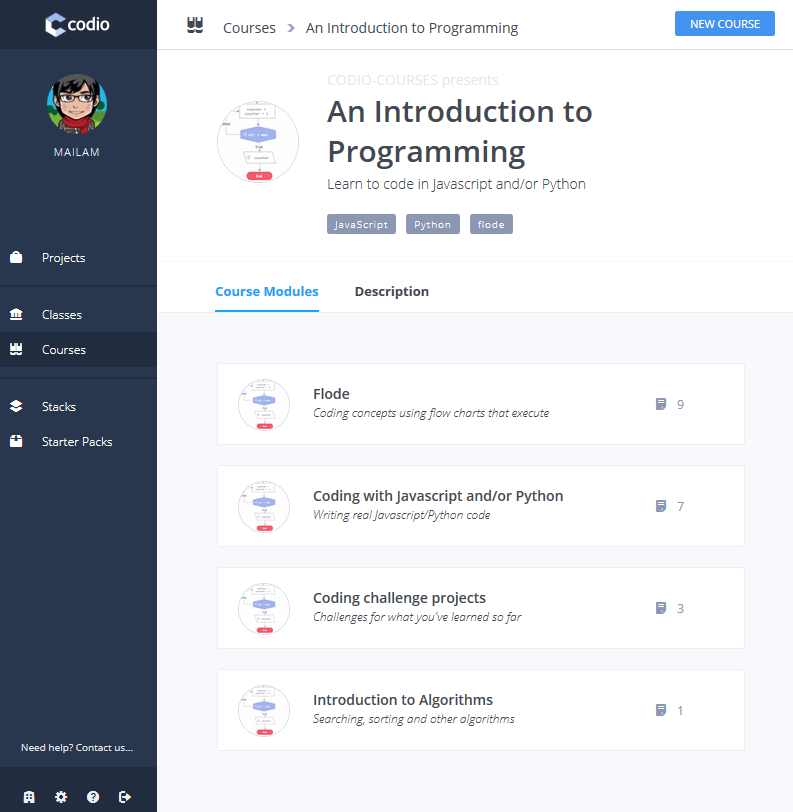 codio
MAILAM
Projects
Classes
Courses
Stacks
Starter Packs
Need help? Contact us...
Courses > An Introduction to Programming
NEW COURSE
CODIO-COURSES presents
An Introduction to
Programming
Learn to code in Javascript and/or Python
JavaScript Python flode
Course Modules Description
Flode
Coding concepts using flow charts that execute
9
Coding with Javascript and/or Python
Writing real Javascript/Python code
7
Coding challenge projects
Challenges for what you've learned so far
3
Introduction to Algorithms
Searching, sorting and other algorithms
1